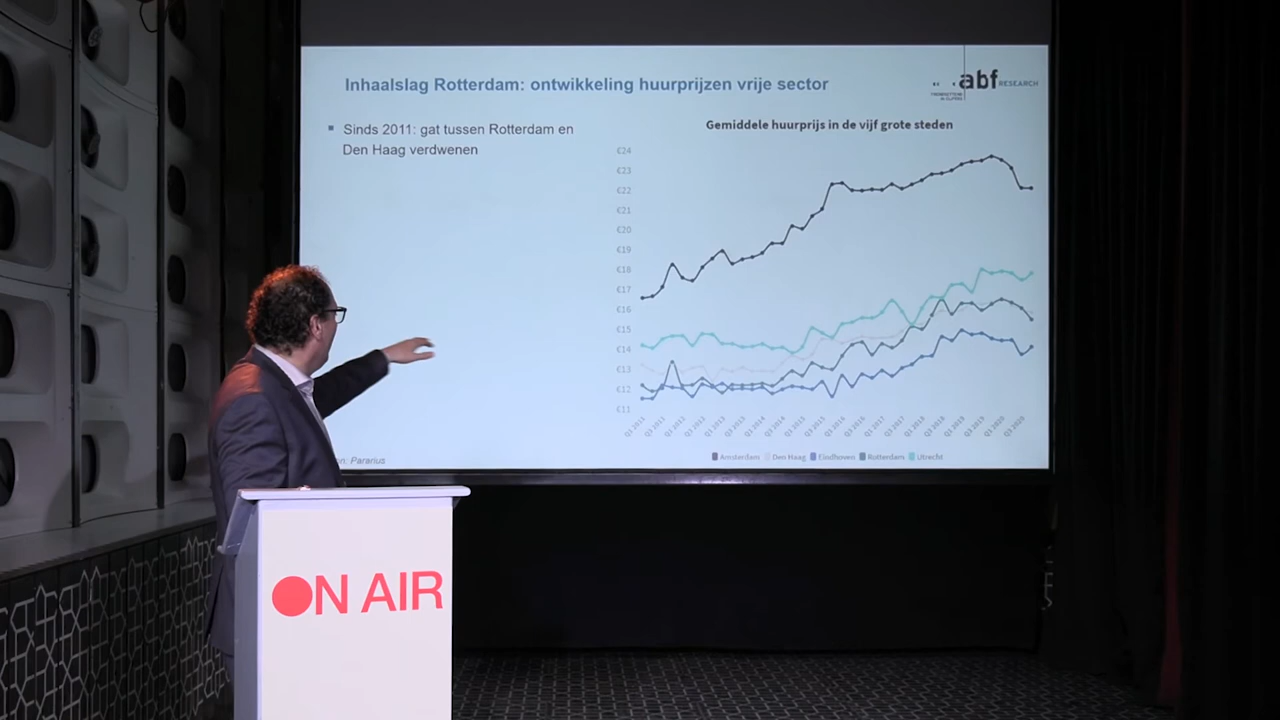 Inhaalslag Rotterdam: ontwikkeling huurprijzen vrije sector
abf RESEARCH
Sinds 2011: gat tussen Rotterdam en
Den Haag verdwenen
Gemiddele huurprijs in de vijf grote steden
€24
€23
€22
€21
€20
€19
€18
€17
€16
€15
€14
€13
€12
€11
Amsterdam Den Haag Eindhoven Rotterdam Utrecht
Pararius
ON AIR